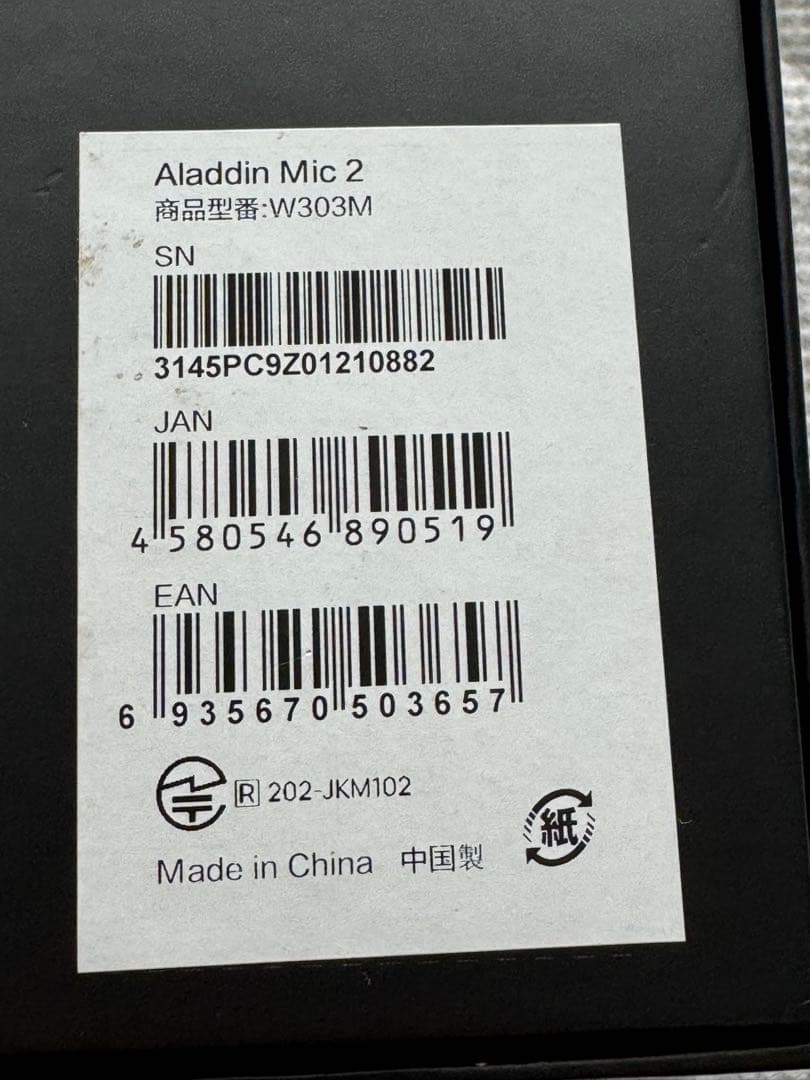 Aladdin Mic 2
商品型番:W303M
SN
3145PC9Z01210882
JAN
4 580546 890519
EAN
6 935670 503657
R 202-JKM102
紙
Made in China 中国製